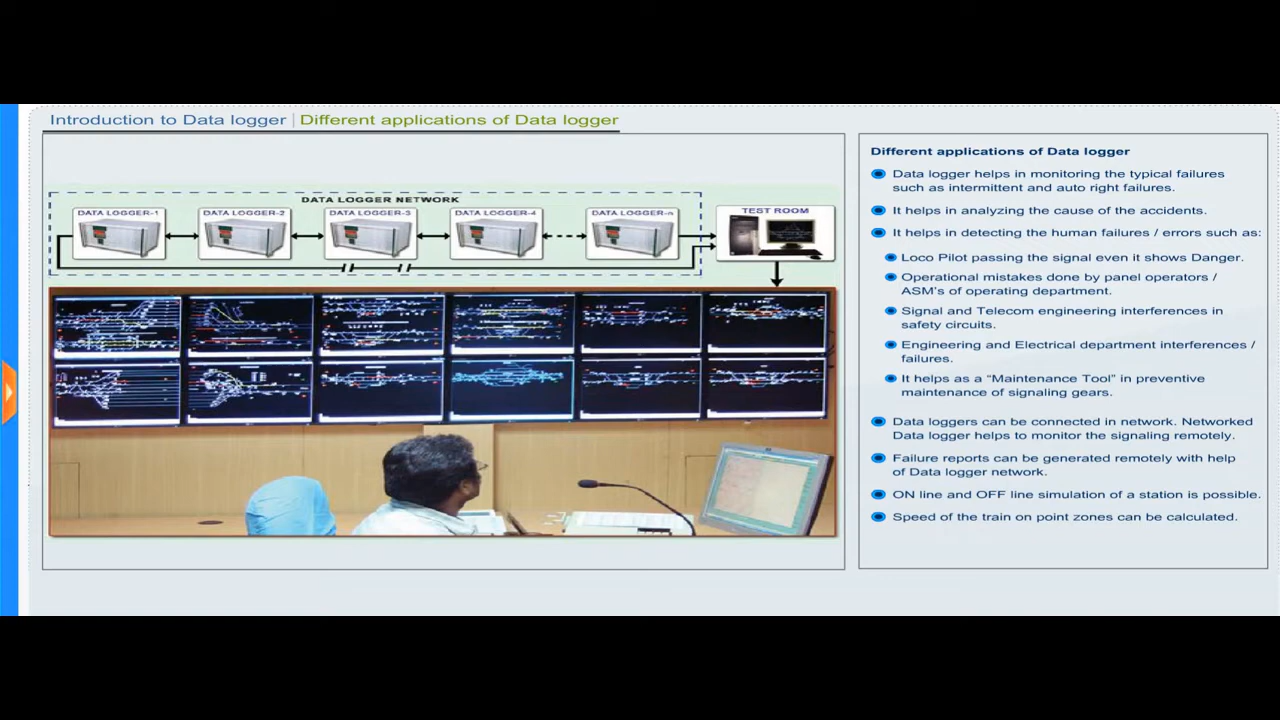 Introduction to Data logger | Different applications of Data logger
DATA LOGGER NETWORK
DATA LOGGER-1
DATA LOGGER-2
DATA LOGGER-3
DATA LOGGER-4
DATA LOGGER-n
TEST ROOM
Different applications of Data logger
Data logger helps in monitoring the typical failures
such as intermittent and auto right failures.
It helps in analyzing the cause of the accidents.
It helps in detecting the human failures / errors such as:
Loco Pilot passing the signal even it shows Danger.
Operational mistakes done by panel operators /
ASM's of operating department.
Signal and Telecom engineering interferences in
safety circuits.
Engineering and Electrical department interferences /
failures.
It helps as a “Maintenance Tool” in preventive
maintenance of signaling gears.
Data loggers can be connected in network. Networked
Data logger helps to monitor the signaling remotely.
Failure reports can be generated remotely with help
of Data logger network.
ON line and OFF line simulation of a station is possible.
Speed of the train on point zones can be calculated.